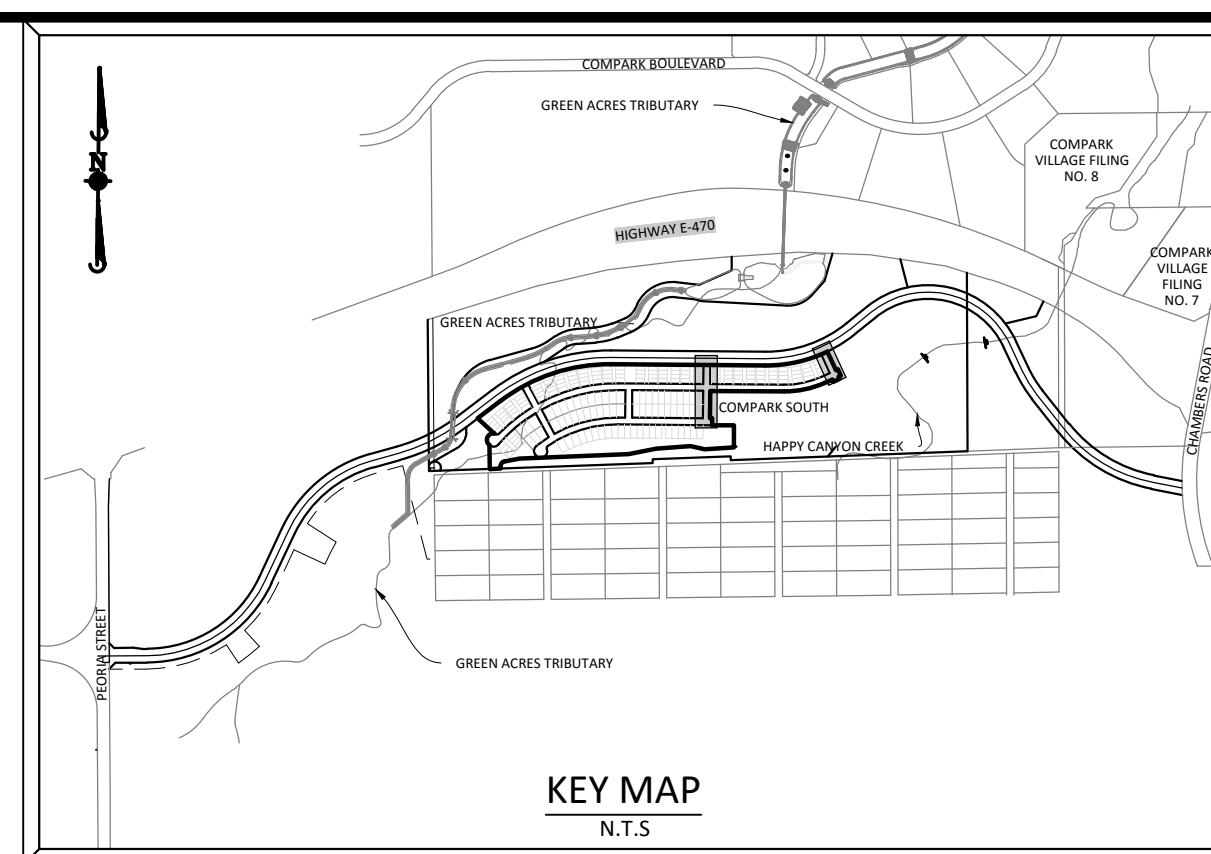 COMPARK BOULEVARD
GREEN ACRES TRIBUTARY
N
COMPARK
VILLAGE FILING
NO. 8
HIGHWAY E-470
COMPARK
VILLAGE
FILING
NO. 7
GREEN ACRES TRIBUTARY
CHAMBERS ROAD
COMPARK SOUTH
HAPPY CANYON CREEK
PEORIA STREET
GREEN ACRES TRIBUTARY
KEY MAP
N.T.S